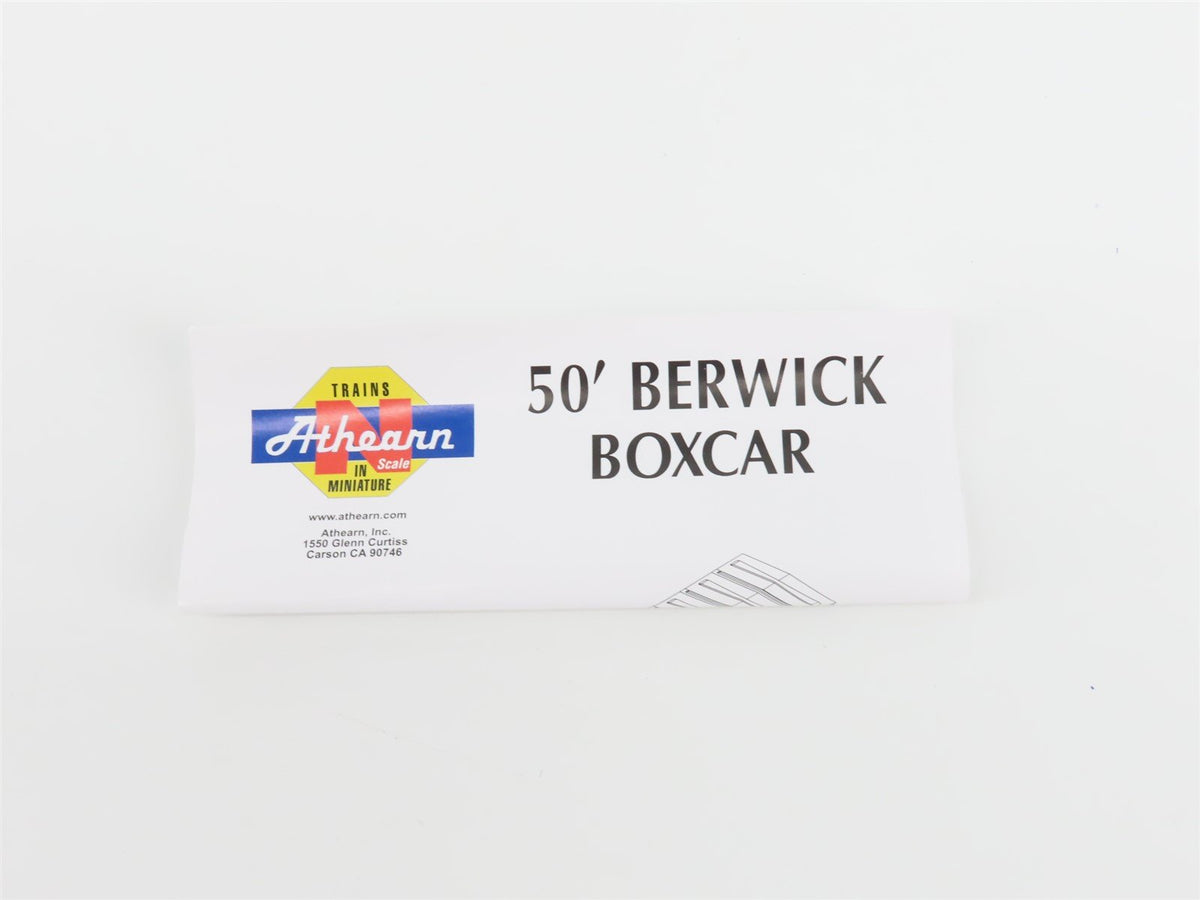 TRAINS
N
Athearn
Scale
IN
MINIATURE
www.athearn.com
Athearn, Inc.
1550 Glenn Curtiss
Carson CA 90746
50' BERWICK
BOXCAR